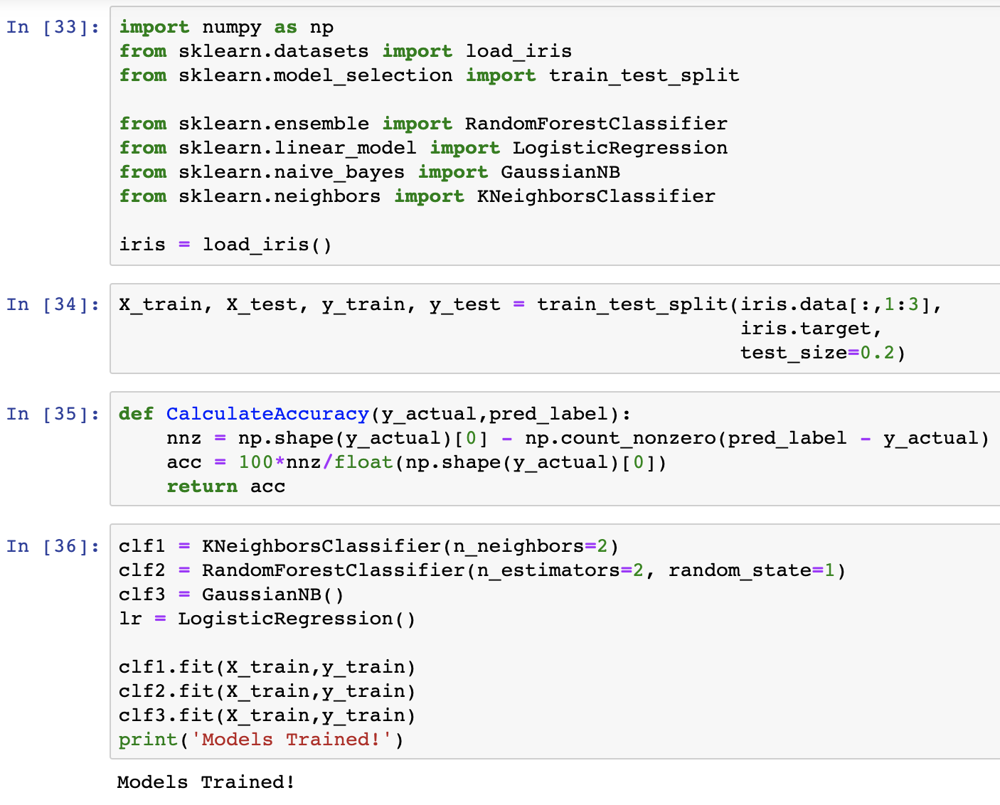 In [33]:
import numpy as np
from sklearn.datasets import load_iris
from sklearn.model_selection import train_test_split
from sklearn.ensemble import RandomForestClassifier
from sklearn.linear_model import LogisticRegression
from sklearn.naive_bayes import GaussianNB
from sklearn.neighbors import KNeighborsClassifier
iris = load_iris()
In [34]:
X_train, X_test, y_train, y_test = train_test_split(iris.data[:,1:3],
iris.target,
test_size=0.2)
In [35]:
def CalculateAccuracy(y_actual,pred_label):
    nnz = np.shape(y_actual)[0] - np.count_nonzero(pred_label - y_actual)
    acc = 100*nnz/float(np.shape(y_actual)[0])
    return acc
In [36]:
clf1 = KNeighborsClassifier(n_neighbors=2)
clf2 = RandomForestClassifier(n_estimators=2, random_state=1)
clf3 = GaussianNB()
lr = LogisticRegression()
clf1.fit(X_train,y_train)
clf2.fit(X_train,y_train)
clf3.fit(X_train,y_train)
print('Models Trained!')
Models Trained!